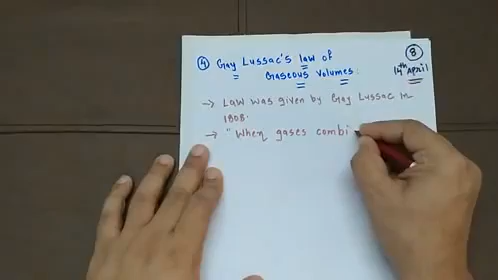 ④ Gay Lussac's law of
Gaseous Volumes:
⑧
14th April
→ Law was given by Gay Lussac in
1808.
→ "When gases combi